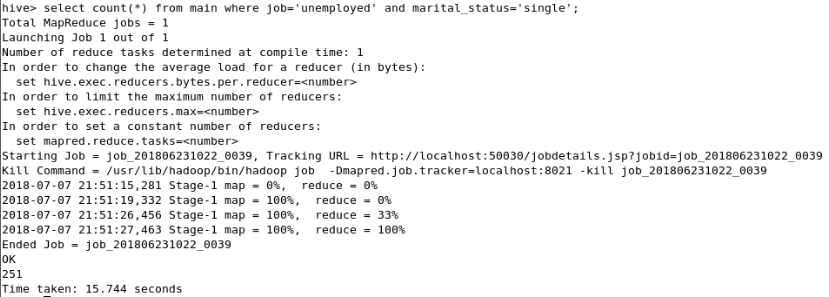 hive> select count(*) from main where job='unemployed' and marital_status='single';
Total MapReduce jobs = 1
Launching Job 1 out of 1
Number of reduce tasks determined at compile time: 1
In order to change the average load for a reducer (in bytes):
  set hive.exec.reducers.bytes.per.reducer=<number>
In order to limit the maximum number of reducers:
  set hive.exec.reducers.max=<number>
In order to set a constant number of reducers:
  set mapred.reduce.tasks=<number>
Starting Job = job_201806231022_0039, Tracking URL = http://localhost:50030/jobdetails.jsp?jobid=job_201806231022_0039
Kill Command = /usr/lib/hadoop/bin/hadoop job  -Dmapred.job.tracker=localhost:8021 -kill job_201806231022_0039
2018-07-07 21:51:15,281 Stage-1 map = 0%,  reduce = 0%
2018-07-07 21:51:19,332 Stage-1 map = 100%,  reduce = 0%
2018-07-07 21:51:26,456 Stage-1 map = 100%,  reduce = 33%
2018-07-07 21:51:27,463 Stage-1 map = 100%,  reduce = 100%
Ended Job = job_201806231022_0039
OK
251
Time taken: 15.744 seconds